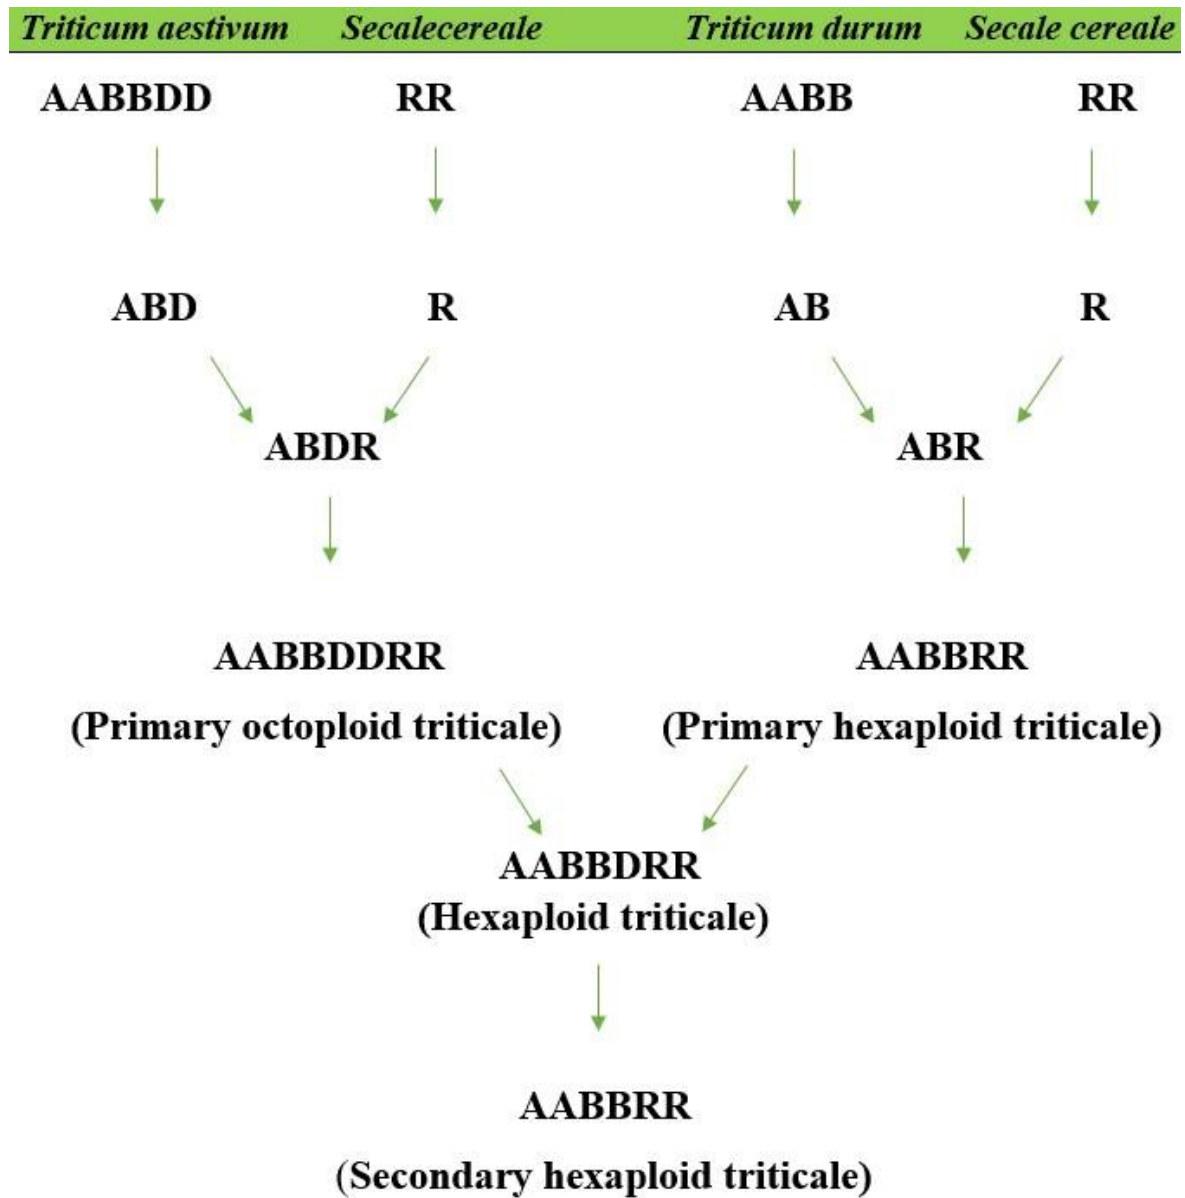 Triticum aestivum Secalecereale Triticum durum Secale cereale
AABBDD RR AABB RR
ABD R AB R
ABDR ABR
AABBDDRR AABBRR
(Primary octoploid triticale) (Primary hexaploid triticale)
AABBDRR
(Hexaploid triticale)
AABBRR
(Secondary hexaploid triticale)